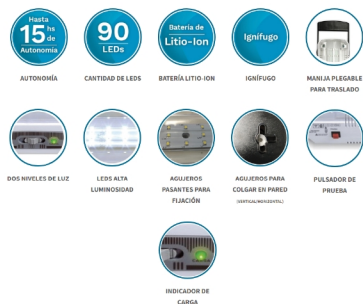 Hasta
15 hs
de
Autonomía
90
LEDs
Batería de
Litio-Ion
Ignífugo
AUTONOMÍA
CANTIDAD DE LEDS
BATERÍA LITIO-ION
IGNÍFUGO
MANIJA PLEGABLE
PARA TRASLADO
DOS NIVELES DE LUZ
LEDS ALTA
LUMINOSIDAD
AGUJEROS
PASANTES PARA
FIJACIÓN
AGUJEROS PARA
COLGAR EN PARED
(VERTICAL/HORIZONTAL)
PULSADOR DE
PRUEBA
INDICADOR DE
CARGA